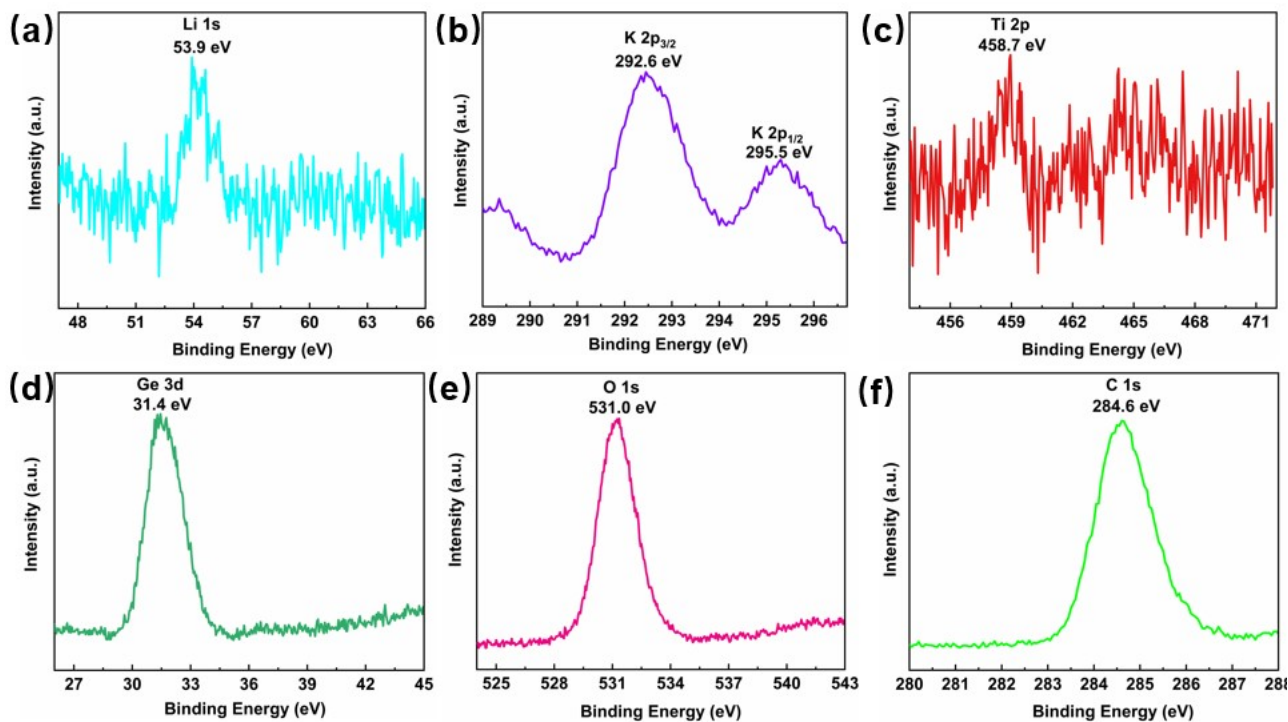 (a)
Li 1s
53.9 eV
Intensity (a.u.)
48 51 54 57 60 63 66
Binding Energy (eV)
(b)
K 2p3/2
292.6 eV
K 2p1/2
295.5 eV
Intensity (a.u.)
289 290 291 292 293 294 295 296
Binding Energy (eV)
(c)
Ti 2p
458.7 eV
Intensity (a.u.)
456 459 462 465 468 471
Binding Energy (eV)
(d)
Ge 3d
31.4 eV
Intensity (a.u.)
27 30 33 36 39 42 45
Binding Energy (eV)
(e)
O 1s
531.0 eV
Intensity (a.u.)
525 528 531 534 537 540 543
Binding Energy (eV)
(f)
C 1s
284.6 eV
Intensity (a.u.)
280 281 282 283 284 285 286 287 288
Binding Energy (eV)